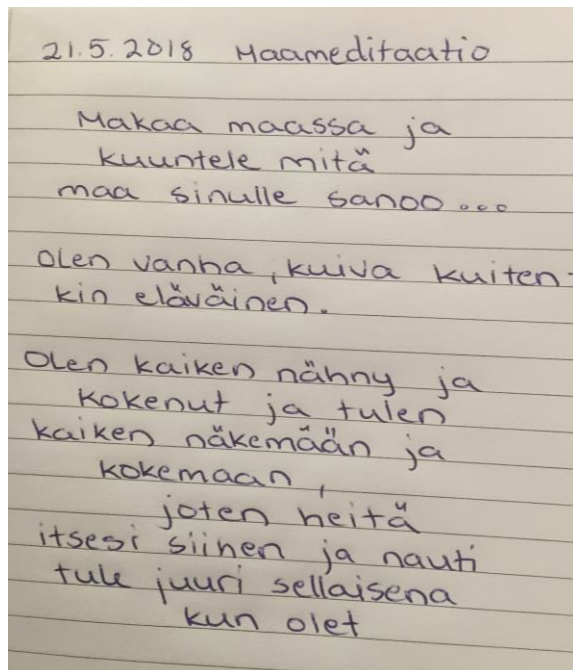 21.5.2018 Maameditaatio
Makaa maassa ja
kuuntele mitä
maa sinulle sanoo...
Olen vanha, kuiva kuiten-
kin eläväinen.
Olen kaiken nähny ja
kokenut ja tulen
kaiken näkemään ja
kokemaan,
joten heitä
itsesi siihen ja nauti
tule juuri sellaisena
kun olet